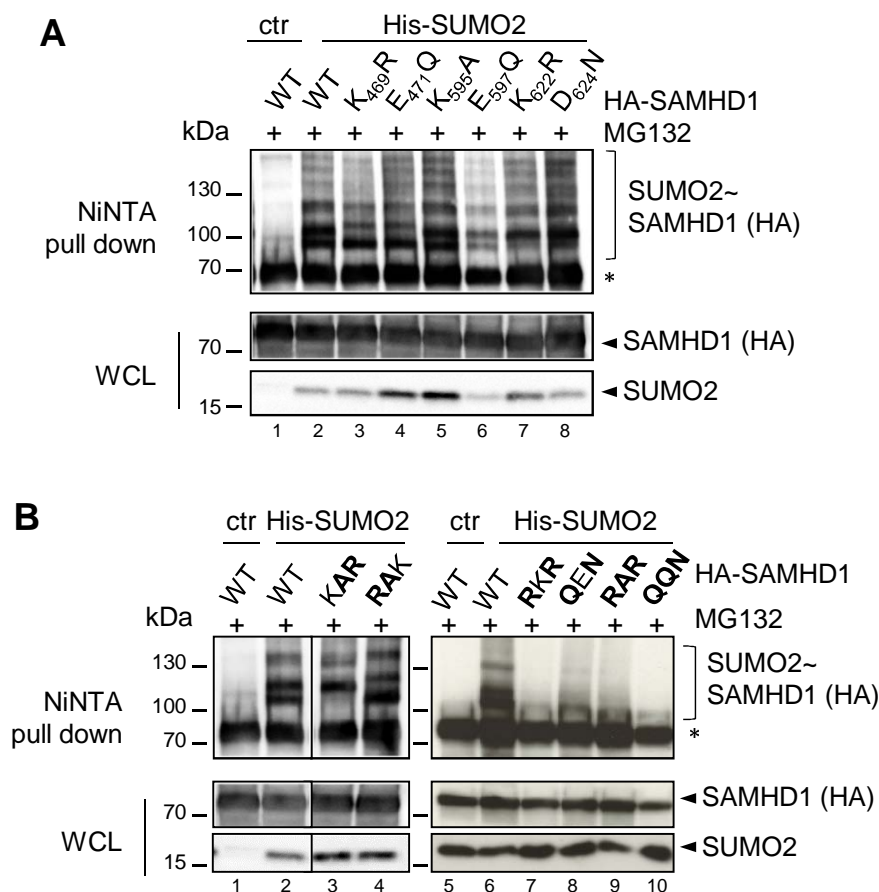 A
ctr His-SUMO2
WT WT K469R E471Q K595A E597Q K622R D624N HA-SAMHD1
kDa + + + + + + + + MG132
130
100
70
NiNTA
pull down
SUMO2~
SAMHD1 (HA)
*
WCL
70
SAMHD1 (HA)
15
SUMO2
1 2 3 4 5 6 7 8
B
ctr His-SUMO2 ctr His-SUMO2
WT WT KAR RAK WT WT RKR QEN RAR QQN HA-SAMHD1
kDa + + + + + + + + + + MG132
130
100
70
NiNTA
pull down
SUMO2~
SAMHD1 (HA)
*
WCL
70
SAMHD1 (HA)
15
SUMO2
1 2 3 4 5 6 7 8 9 10